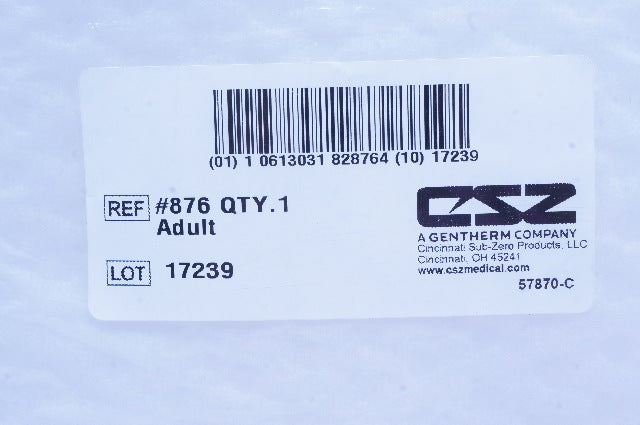 (01) 1 0613031 828764 (10) 17239
REF #876 QTY.1
Adult
LOT 17239
CSZ
A GENTHERM COMPANY
Cincinnati Sub-Zero Products, LLC
Cincinnati, OH 45241
www.cszmedical.com
57870-C